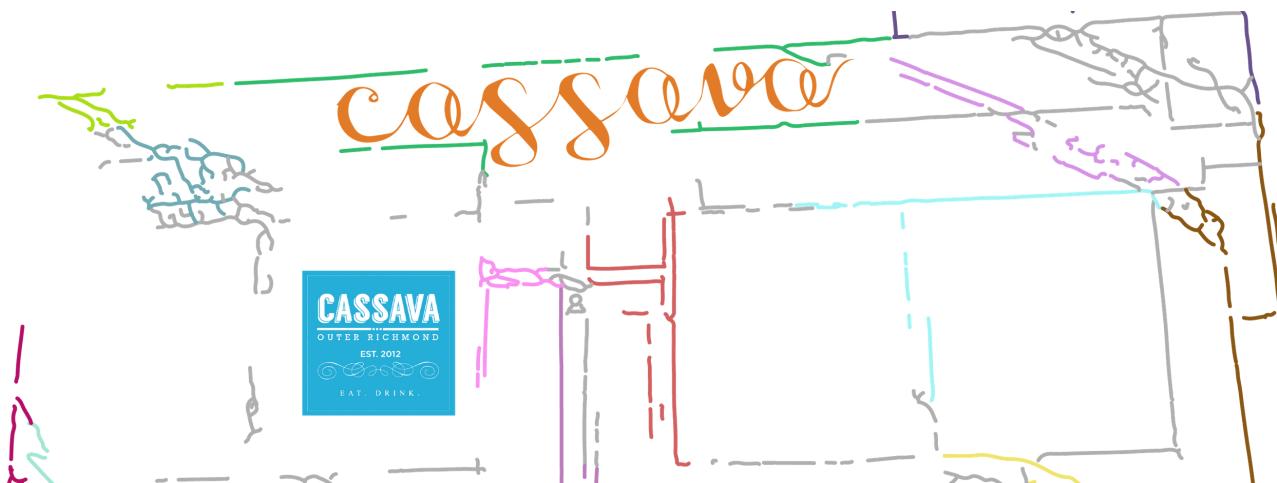 cassava
CASSAVA
OUTER RICHMOND
EST. 2012
EAT. DRINK.